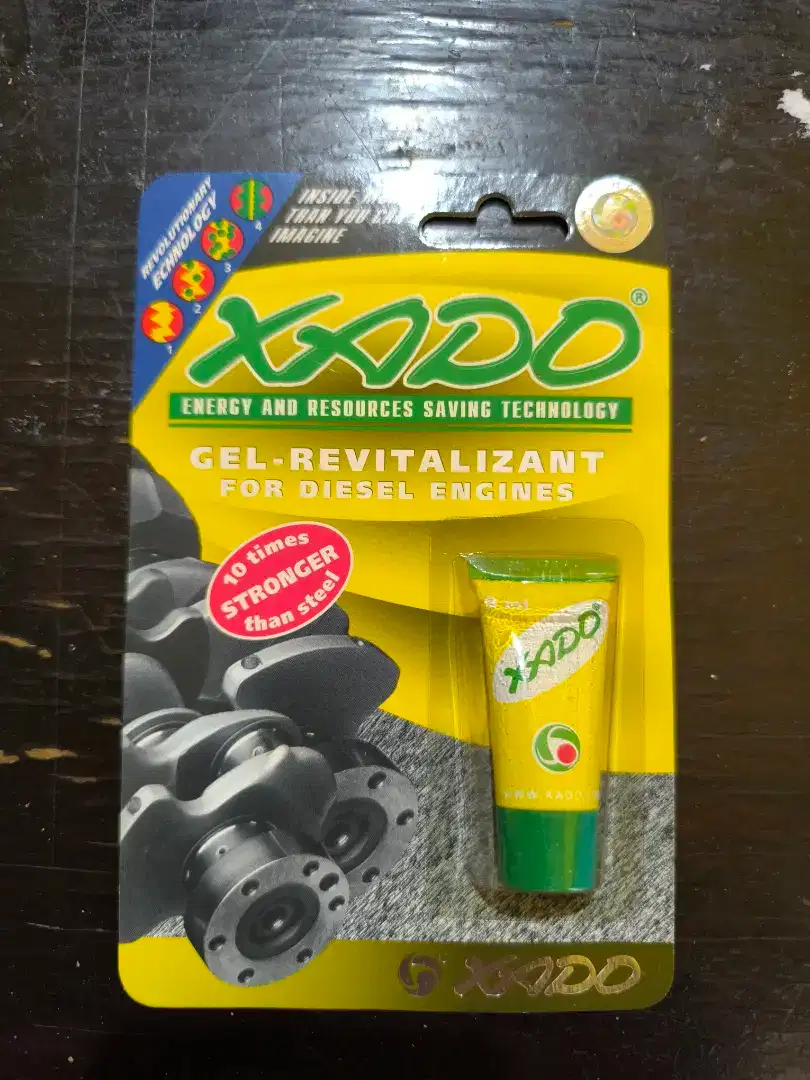 REVOLUTIONARY
TECHNOLOGY
1
2
3
4
INSIDE
THAN YOU
IMAGINE
XADO®
ENERGY AND RESOURCES SAVING TECHNOLOGY
GEL-REVITALIZANT
FOR DIESEL ENGINES
10 times
STRONGER
than steel
XADO®
XADO
XADO